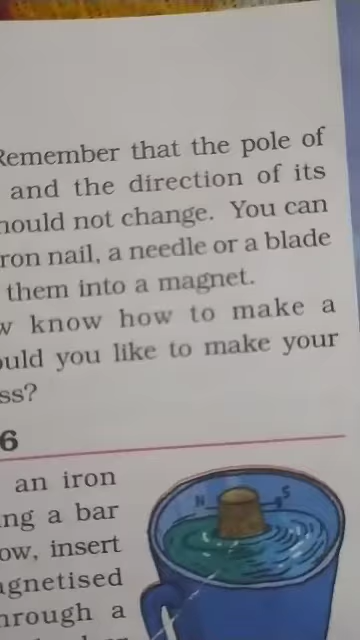 Remember that the pole of
and the direction of its
hould not change. You can
ron nail, a needle or a blade
them into a magnet.
w know how to make a
ould you like to make your
ss?
6
an iron
ng a bar
ow, insert
agnetised
hrough a
N S